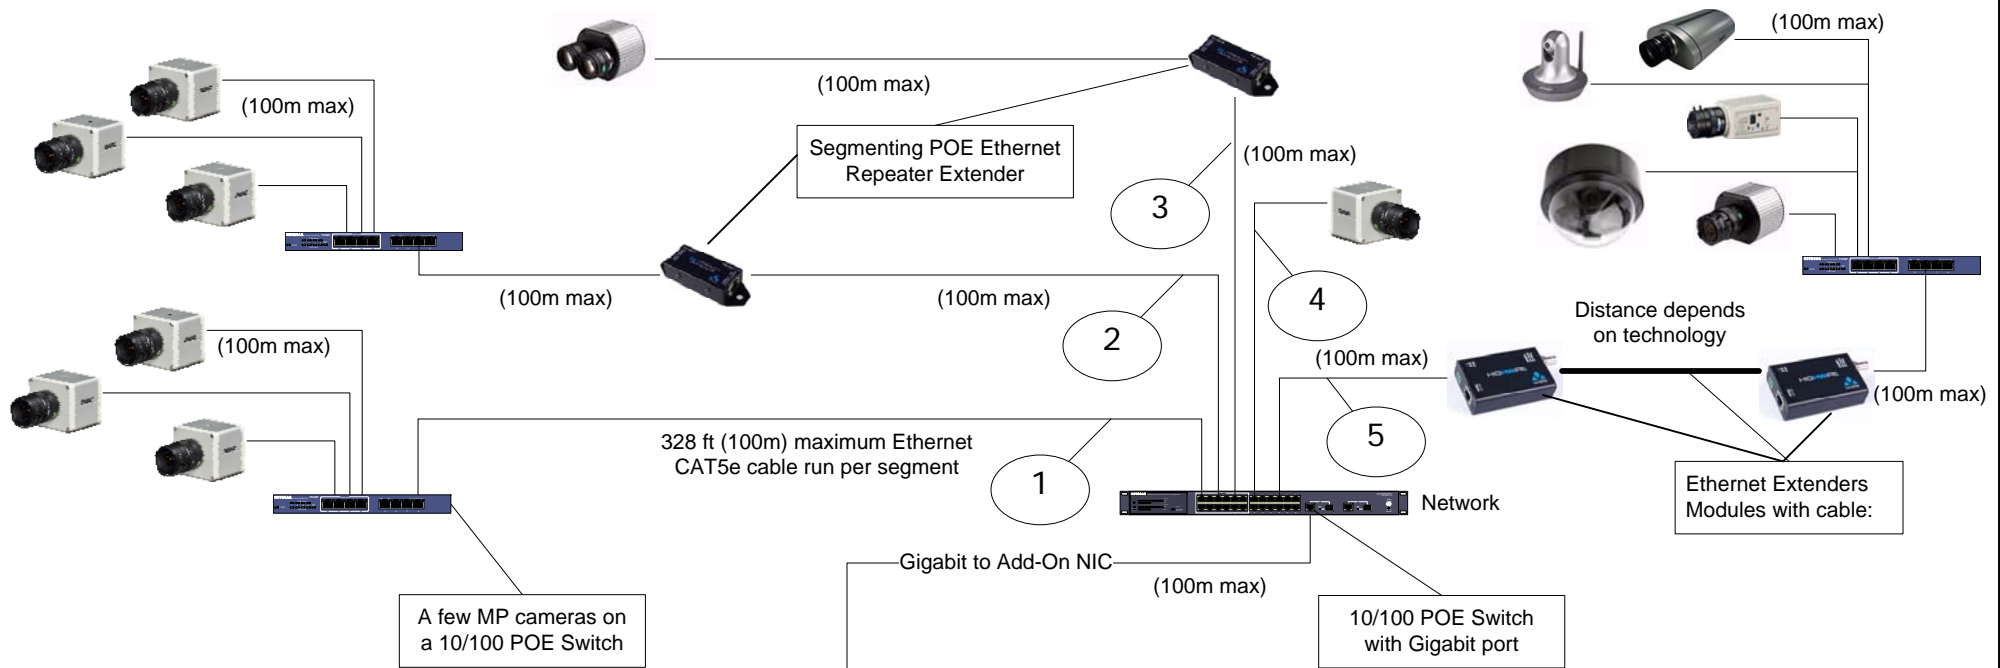 (100m max)
(100m max)
(100m max)
Segmenting POE Ethernet
Repeater Extender
(100m max)
3
(100m max)
(100m max)
4
2
Distance depends
on technology
(100m max)
(100m max)
(100m max)
328 ft (100m) maximum Ethernet
CAT5e cable run per segment
5
1
Network
Ethernet Extenders
Modules with cable:
Gigabit to Add-On NIC
(100m max)
A few MP cameras on
a 10/100 POE Switch
10/100 POE Switch
with Gigabit port